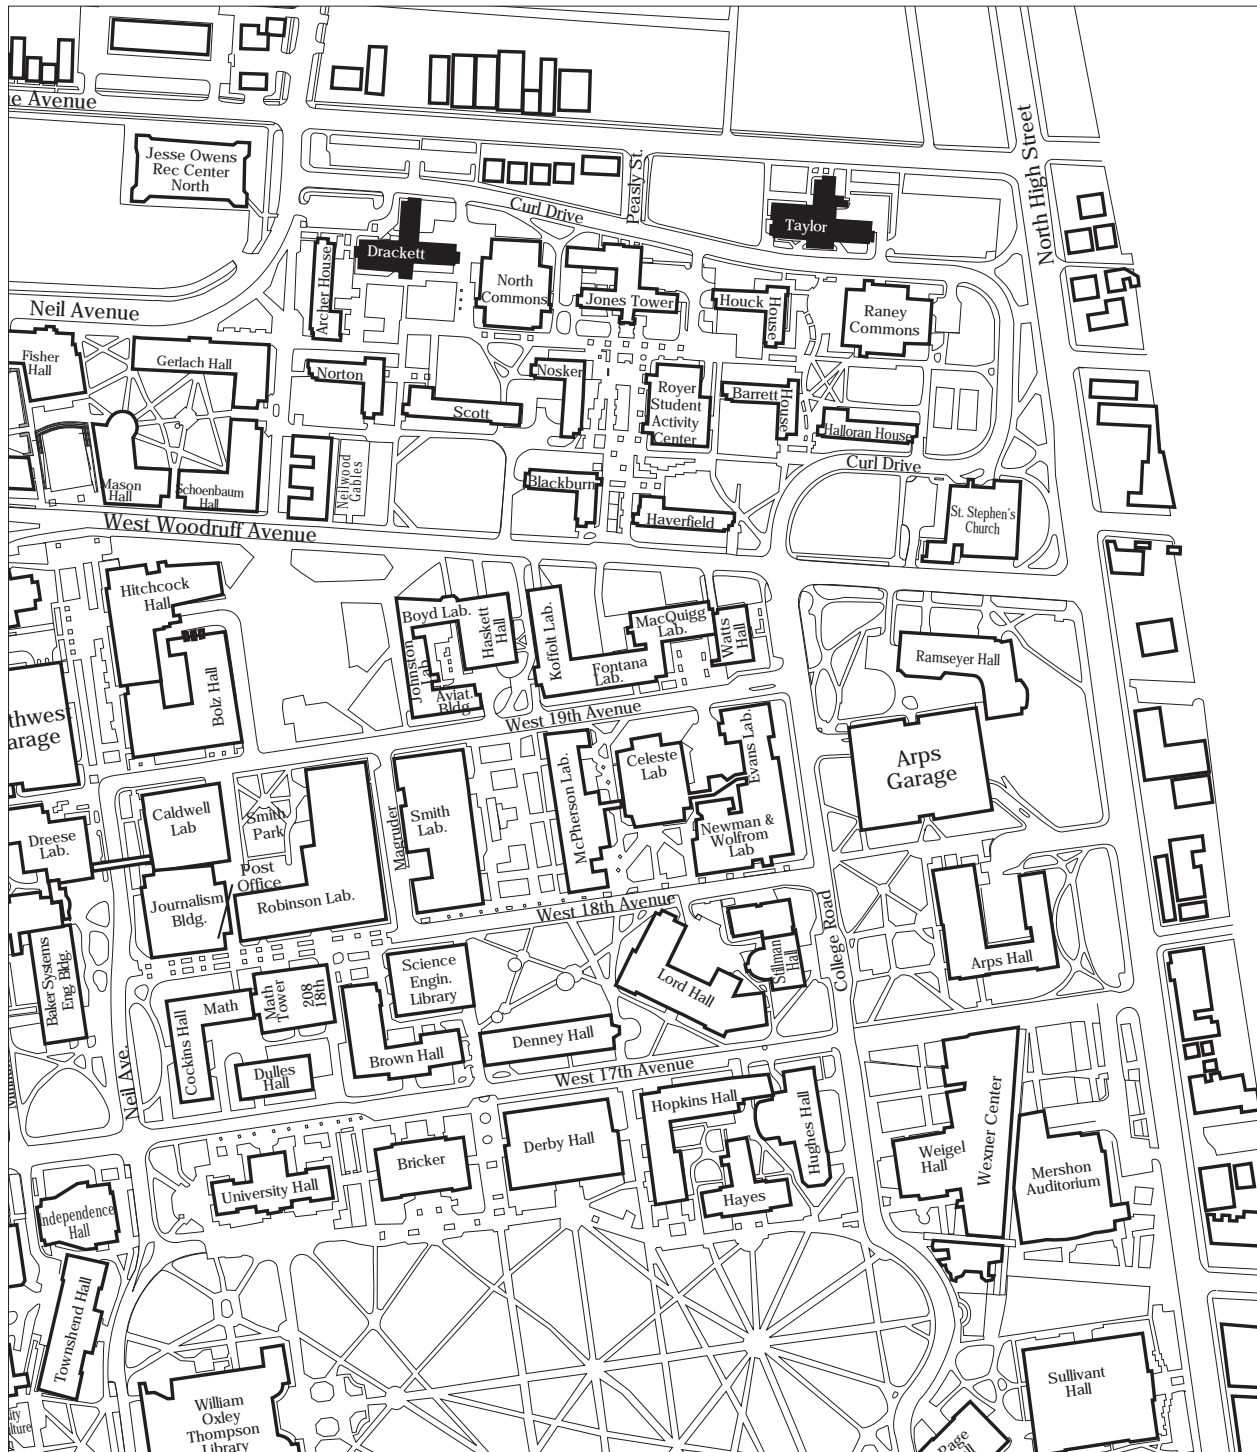 e Avenue
Jesse Owens
Rec Center
North
Peasly St.
North High Street
Curl Drive
Taylor
Drackett
Archer House
North
Commons
Jones Tower
Houck
House
Raney
Commons
Neil Avenue
Fisher
Hall
Gerlach Hall
Norton
Scott
Nosker
Royer
Student
Activity
Center
Barrett
House
Halloran House
Curl Drive
Mason
Hall
Schoenbaum
Hall
Neilwood
Gables
Blackburn
Haverfield
St. Stephen's
Church
West Woodruff Avenue
Hitchcock
Hall
Boyd Lab.
Haskett
Hall
Johnston
Lab
Aviat.
Bldg.
Koffolt Lab.
MacQuigg
Lab.
Watts
Hall
Fontana
Lab.
Ramseyer Hall
Bolz Hall
thwest
arage
West 19th Avenue
Evans Lab.
Celeste
Lab
McPherson Lab.
Arps
Garage
Caldwell
Lab
Smith
Park
Magruder
Smith
Lab.
Newman &
Wolfrom
Lab
Dreese
Lab.
Post
Office
Journalism
Bldg.
Robinson Lab.
West 18th Avenue
College Road
Baker Systems
Eng. Bldg.
Science
Engin.
Library
Lord Hall
Stillman
Hall
Arps Hall
Math
Math
Tower
208
18th
Cockins Hall
Dulles
Hall
Brown Hall
Denney Hall
West 17th Avenue
Neil Ave.
Hopkins Hall
Hughes Hall
Wexner Center
Weigel
Hall
Mershon
Auditorium
Derby Hall
Bricker
University Hall
Hayes
Independence
Hall
Townshend Hall
William
Oxley
Thompson
Library
Sullivant
Hall
Page